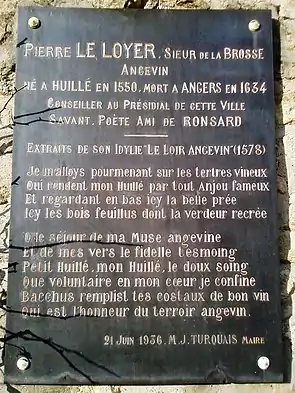 PIERRE LE LOYER, SIEUR DE LA BROSSE
ANGEVIN
NÉ A HUILLÉ EN 1550, MORT A ANGERS EN 1634
CONSEILLER AU PRÉSIDIAL DE CETTE VILLE
SAVANT, POÈTE AMI DE RONSARD
EXTRAITS DE SON IDYLIE "LE LOIR ANGEVIN" (1578)
Je m'alloys pourmenant sur les tertres vineux
Qui rendent mon Huillé par tout Anjou fameux
Et regardant en bas icy la belle prée
Icy les bois feuillus dont la verdeur recrée
O le séjour de ma Muse angevine
Et de mes vers le fidelle tesmoing
Petit Huillé, mon Huillé, le doux soing
Que voluntaire en mon cœur je confine
Bacchus remplist tes costaux de bon vin
Qui est l'honneur du terroir angevin.
21 JUIN 1936, M.J. TURQUAIS MAIRE